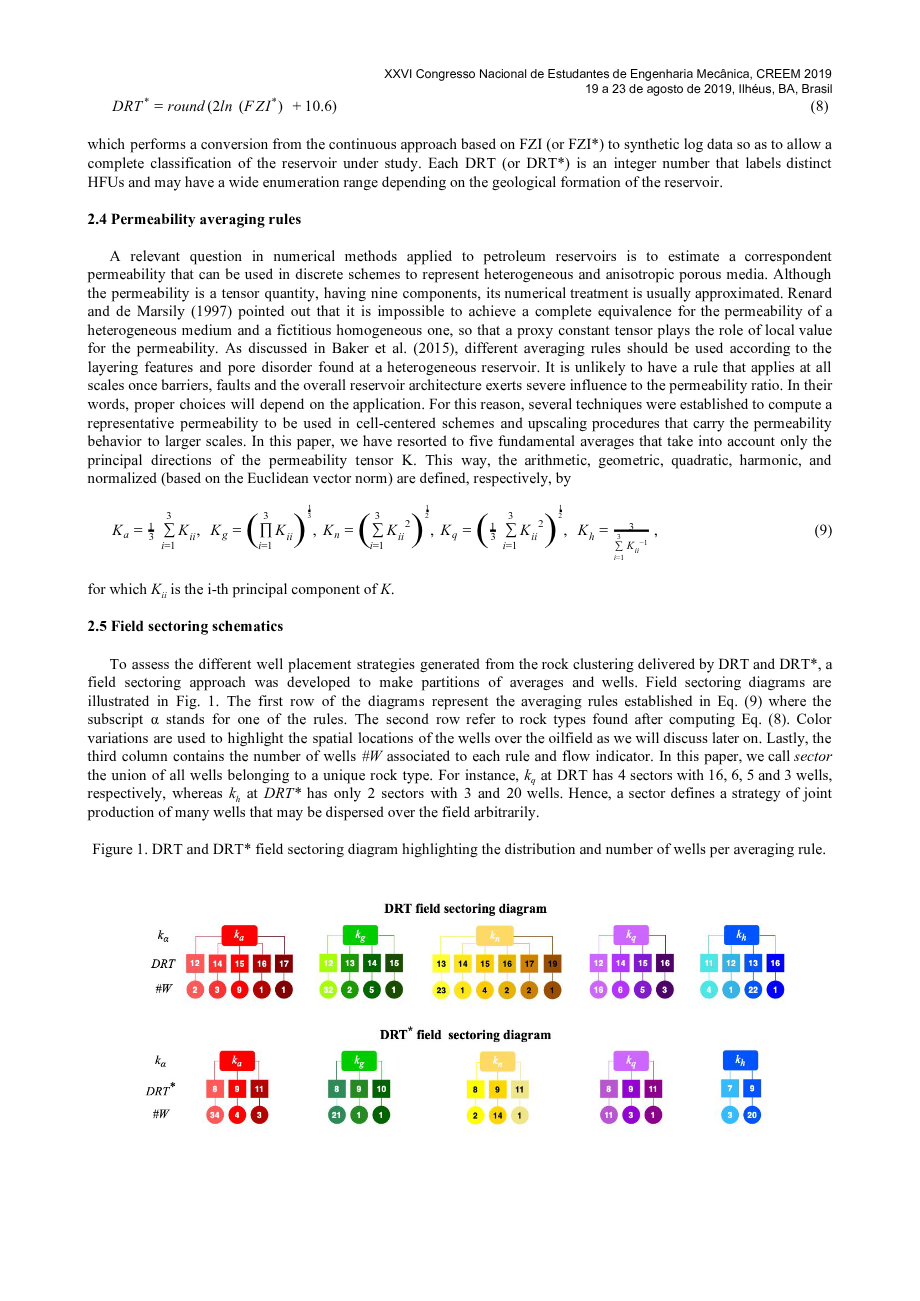 XXVI Congresso Nacional de Estudantes de Engenharia Mecânica, CREEM 2019
19 a 23 de agosto de 2019, Ilhéus, BA, Brasil
DRT* = round (2ln (FZI*) + 10.6) (8)
which performs a conversion from the continuous approach based on FZI (or FZI*) to synthetic log data so as to allow a
complete classification of the reservoir under study. Each DRT (or DRT*) is an integer number that labels distinct
HFUs and may have a wide enumeration range depending on the geological formation of the reservoir.
2.4 Permeability averaging rules
A relevant question in numerical methods applied to petroleum reservoirs is to estimate a correspondent
permeability that can be used in discrete schemes to represent heterogeneous and anisotropic porous media. Although
the permeability is a tensor quantity, having nine components, its numerical treatment is usually approximated. Renard
and de Marsily (1997) pointed out that it is impossible to achieve a complete equivalence for the permeability of a
heterogeneous medium and a fictitious homogeneous one, so that a proxy constant tensor plays the role of local value
for the permeability. As discussed in Baker et al. (2015), different averaging rules should be used according to the
layering features and pore disorder found at a heterogeneous reservoir. It is unlikely to have a rule that applies at all
scales once barriers, faults and the overall reservoir architecture exerts severe influence to the permeability ratio. In their
words, proper choices will depend on the application. For this reason, several techniques were established to compute a
representative permeability to be used in cell-centered schemes and upscaling procedures that carry the permeability
behavior to larger scales. In this paper, we have resorted to five fundamental averages that take into account only the
principal directions of the permeability tensor K. This way, the arithmetic, geometric, quadratic, harmonic, and
normalized (based on the Euclidean vector norm) are defined, respectively, by
K_a = 1/3 ∑_{i=1}^{3} K_{ii}, K_g = (∏_{i=1}^{3} K_{ii})^{1/3}, K_n = (∑_{i=1}^{3} K_{ii}^2)^{1/2}, K_q = (1/3 ∑_{i=1}^{3} K_{ii}^2)^{1/2}, K_h = 3/(∑_{i=1}^{3} K_{ii}^{-1}), (9)
for which K_{ii} is the i-th principal component of K.
2.5 Field sectoring schematics
To assess the different well placement strategies generated from the rock clustering delivered by DRT and DRT*, a
field sectoring approach was developed to make partitions of averages and wells. Field sectoring diagrams are
illustrated in Fig. 1. The first row of the diagrams represent the averaging rules established in Eq. (9) where the
subscript α stands for one of the rules. The second row refer to rock types found after computing Eq. (8). Color
variations are used to highlight the spatial locations of the wells over the oilfield as we will discuss later on. Lastly, the
third column contains the number of wells #W associated to each rule and flow indicator. In this paper, we call sector
the union of all wells belonging to a unique rock type. For instance, k_q at DRT has 4 sectors with 16, 6, 5 and 3 wells,
respectively, whereas k_h at DRT* has only 2 sectors with 3 and 20 wells. Hence, a sector defines a strategy of joint
production of many wells that may be dispersed over the field arbitrarily.
Figure 1. DRT and DRT* field sectoring diagram highlighting the distribution and number of wells per averaging rule.
DRT field sectoring diagram
k_α k_a k_g k_n k_q k_h
DRT 12 14 15 16 17 12 13 14 15 13 14 15 16 17 19 12 14 15 16 11 12 13 16
#W 2 3 9 1 1 32 2 5 1 23 1 4 2 2 1 16 6 5 3 4 1 22 1
DRT* field sectoring diagram
k_α k_a k_g k_n k_q k_h
DRT* 8 9 11 8 9 10 8 9 11 8 9 11 7 9
#W 34 4 3 21 1 1 2 14 1 11 3 1 3 20